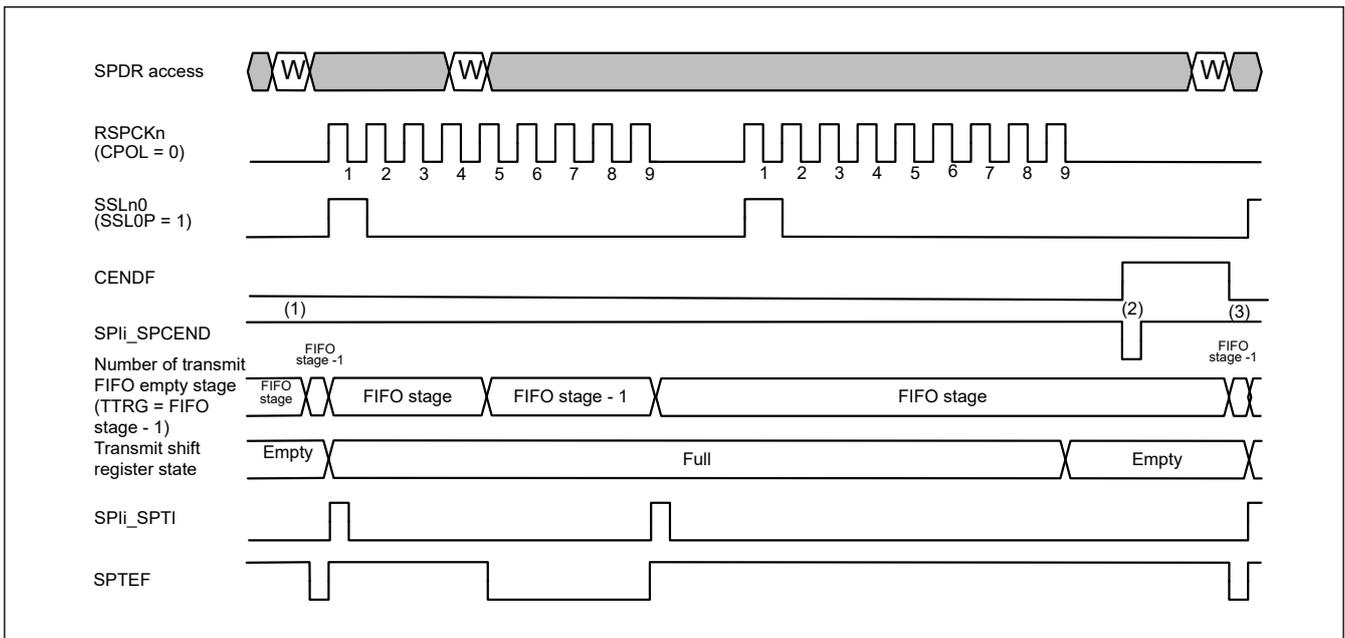 SPDR access
W W W
RSPCKn
(CPOL = 0)
1 2 3 4 5 6 7 8 9 1 2 3 4 5 6 7 8 9
SSLn0
(SSL0P = 1)
CENDF
(1) (2) (3)
SPIi_SPCEND
FIFO
stage -1
FIFO
stage -1
Number of transmit
FIFO empty stage
(TTRG = FIFO
stage - 1)
FIFO
stage
FIFO stage FIFO stage - 1 FIFO stage
Transmit shift
register state
Empty Full Empty
SPIi_SPTI
SPTEF